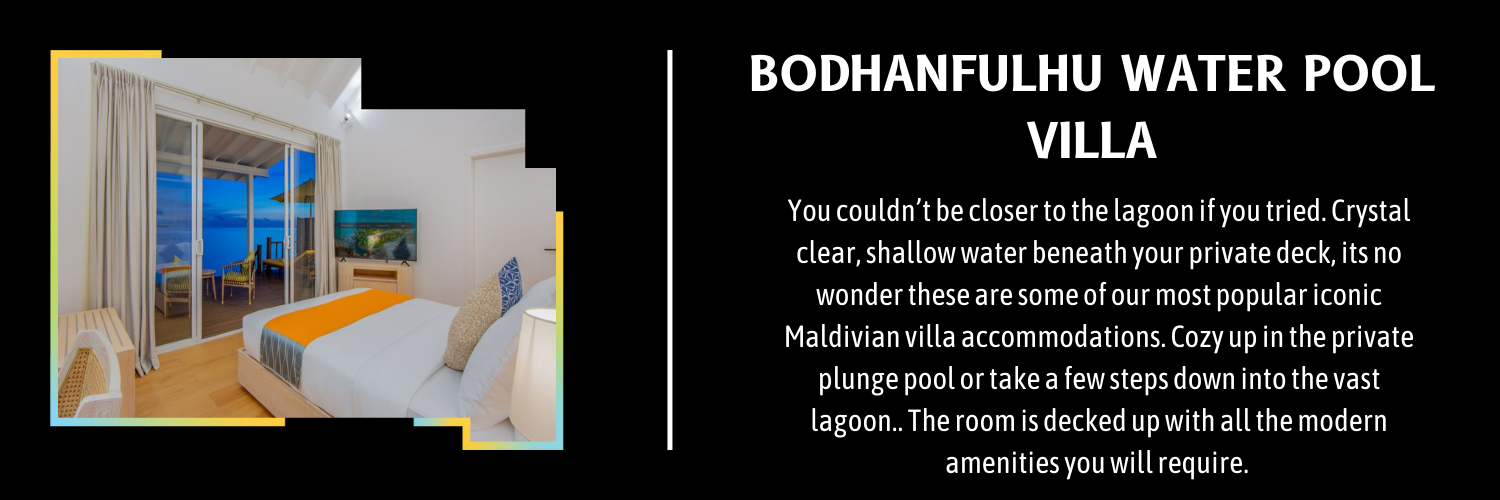 BODHANFULHU WATER POOL
VILLA
You couldn’t be closer to the lagoon if you tried. Crystal
clear, shallow water beneath your private deck, its no
wonder these are some of our most popular iconic
Maldivian villa accommodations. Cozy up in the private
plunge pool or take a few steps down into the vast
lagoon.. The room is decked up with all the modern
amenities you will require.